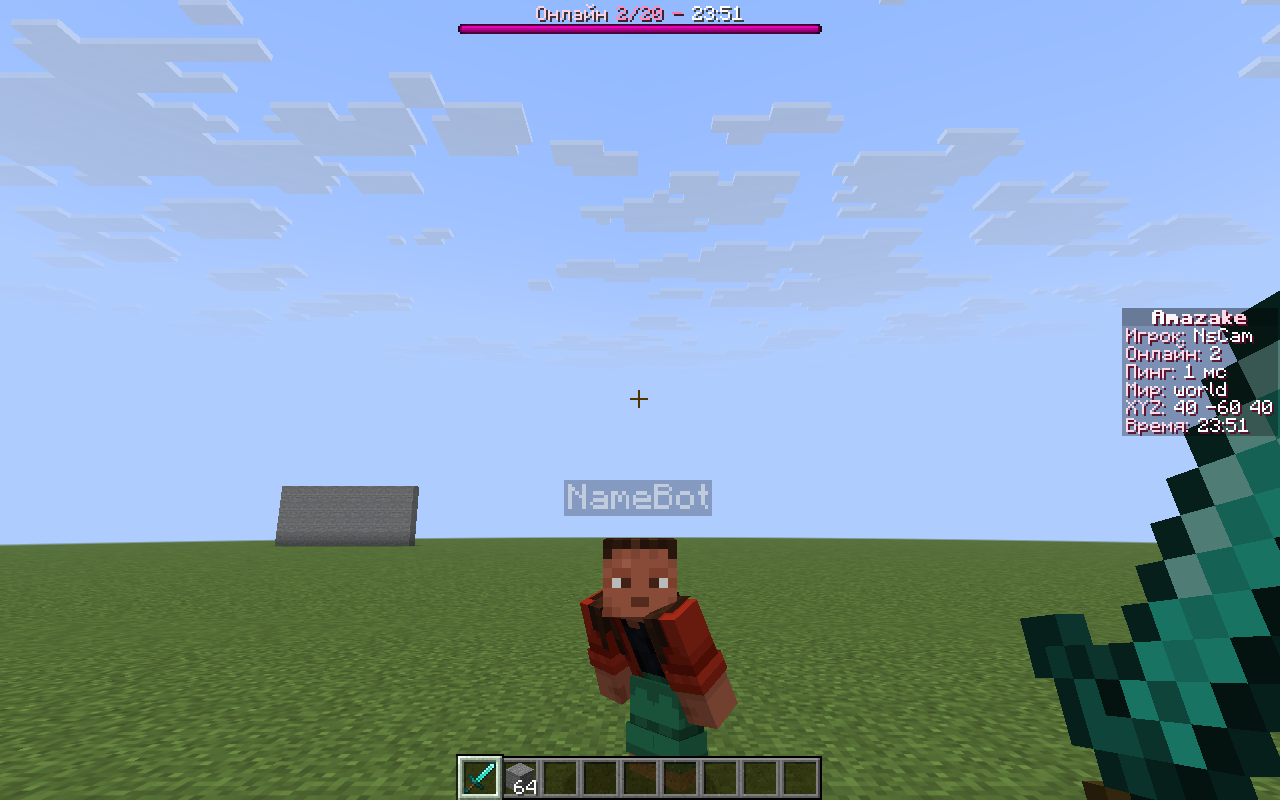 Онлайн 2/20 - 23:51
Amazake
Игрок: NsCam
Онлайн: 2
Пинг: 1 мс
Мир: world
XYZ: 40 -60 40
Время: 23:51
NameBot
64